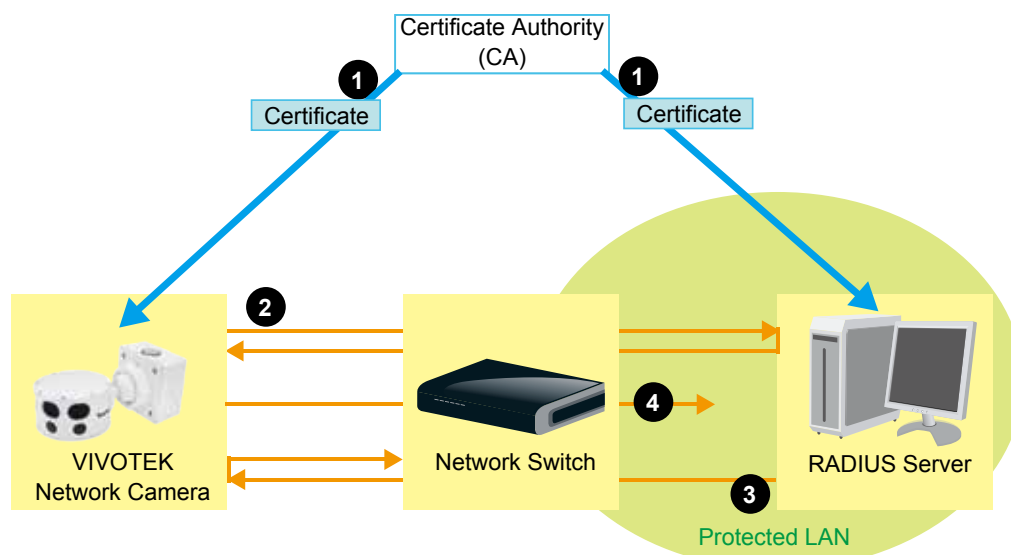 Certificate Authority
(CA)
1
1
Certificate
Certificate
2
4
VIVOTEK
Network Camera
Network Switch
RADIUS Server
3
Protected LAN